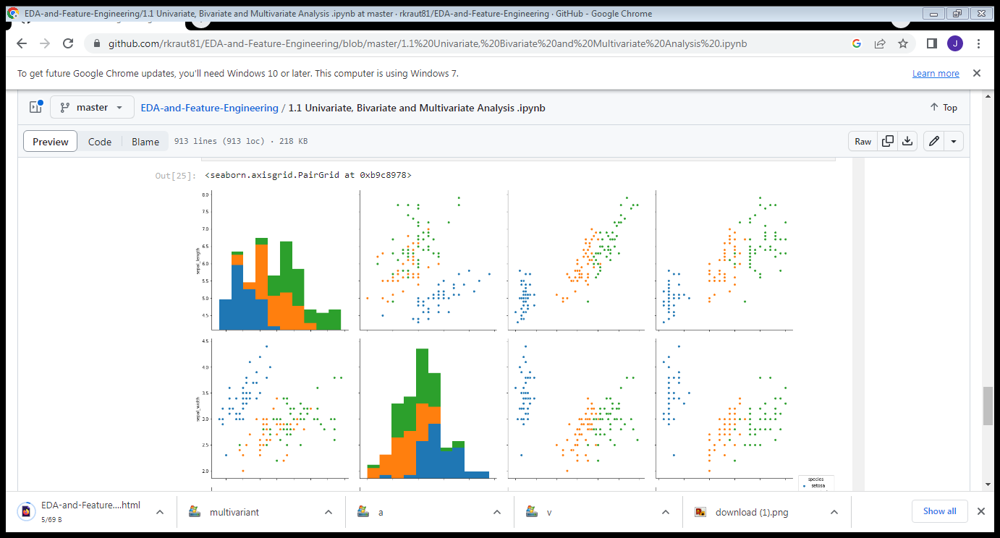 EDA-and-Feature-Engineering/1.1 Univariate, Bivariate and Multivariate Analysis .ipynb at master · rkraut81/EDA-and-Feature-Engineering · GitHub - Google Chrome
github.com/rkraut81/EDA-and-Feature-Engineering/blob/master/1.1%20Univariate,%20Bivariate%20and%20Multivariate%20Analysis%20.ipynb
J
To get future Google Chrome updates, you'll need Windows 10 or later. This computer is using Windows 7.
Learn more
master
EDA-and-Feature-Engineering / 1.1 Univariate, Bivariate and Multivariate Analysis .ipynb
Top
Preview
Code
Blame
913 lines (913 loc) · 218 KB
Raw
Out[25]:
<seaborn.axisgrid.PairGrid at 0xb9c8978>
8.0
7.5
7.0
6.5
6.0
5.5
5.0
4.5
sepal_length
4.5
4.0
3.5
3.0
2.5
2.0
sepal_width
species
setosa
EDA-and-Feature....html
5/69 B
multivariant
a
v
download (1).png
Show all